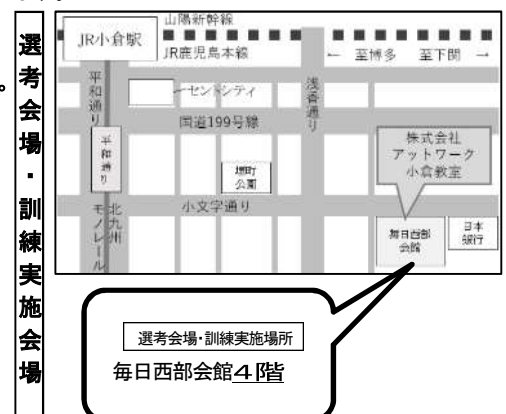 。
選考会場・訓練実施会場
山陽新幹線
JR小倉駅
JR鹿児島本線
← 至博多 至下関 →
平和通り
セントシティ
浅香通り
国道199号線
平和通り
株式会社
アットワーク
小倉教室
堺町
公園
小文字通り
北九州
モノレール
毎日西部
会館
日本
銀行
選考会場・訓練実施場所
毎日西部会館4階